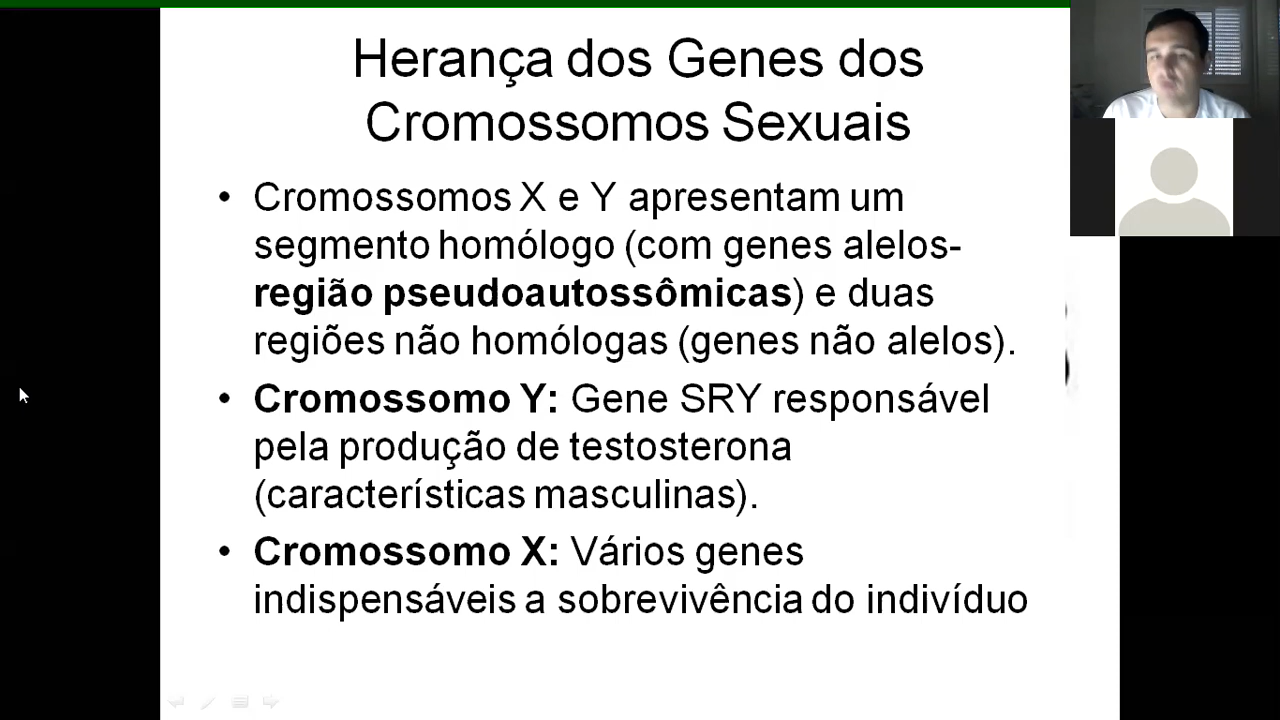 Herança dos Genes dos
Cromossomos Sexuais
• Cromossomos X e Y apresentam um
segmento homólogo (com genes alelos-
região pseudoautossômicas) e duas
regiões não homólogas (genes não alelos).
• Cromossomo Y: Gene SRY responsável
pela produção de testosterona
(características masculinas).
• Cromossomo X: Vários genes
indispensáveis a sobrevivência do indivíduo